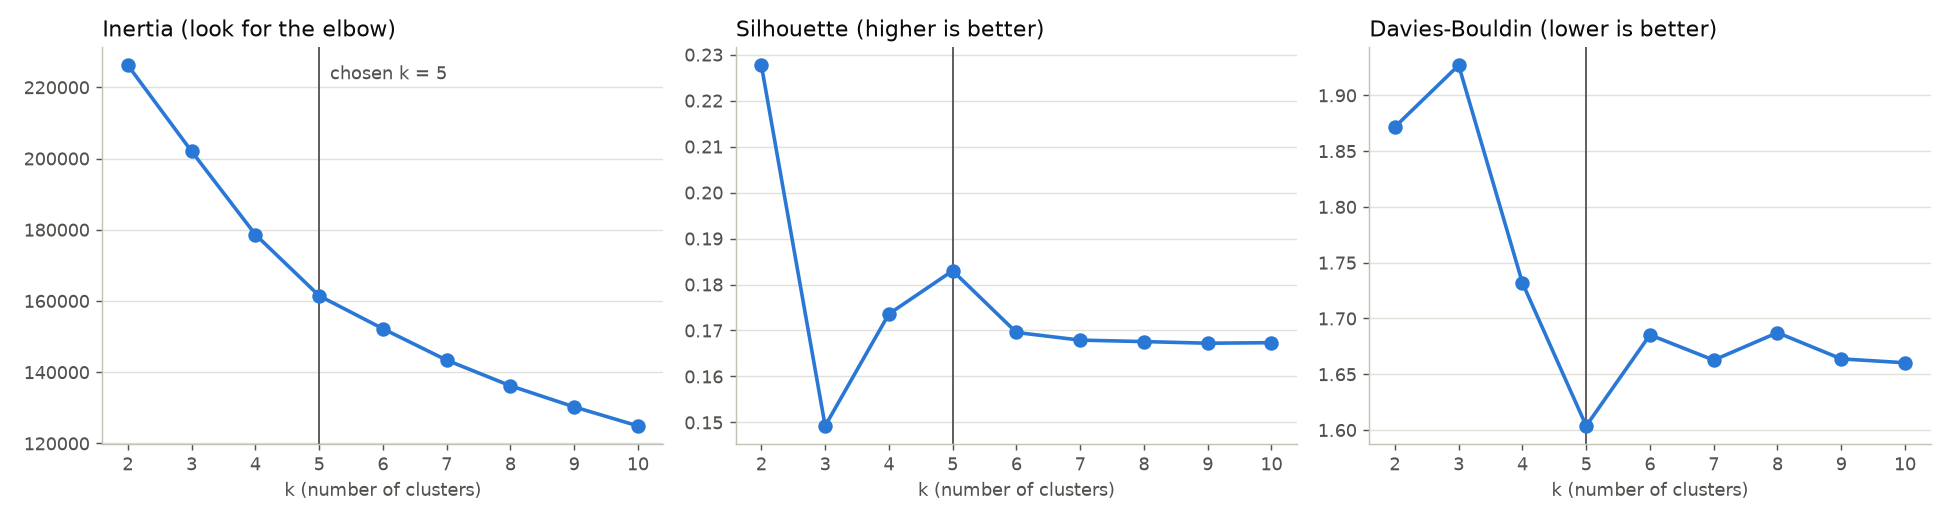 Inertia (look for the elbow)
220000
200000
180000
160000
140000
120000
chosen k = 5
2 3 4 5 6 7 8 9 10
k (number of clusters)
Silhouette (higher is better)
0.23
0.22
0.21
0.20
0.19
0.18
0.17
0.16
0.15
2 3 4 5 6 7 8 9 10
k (number of clusters)
Davies-Bouldin (lower is better)
1.90
1.85
1.80
1.75
1.70
1.65
1.60
2 3 4 5 6 7 8 9 10
k (number of clusters)